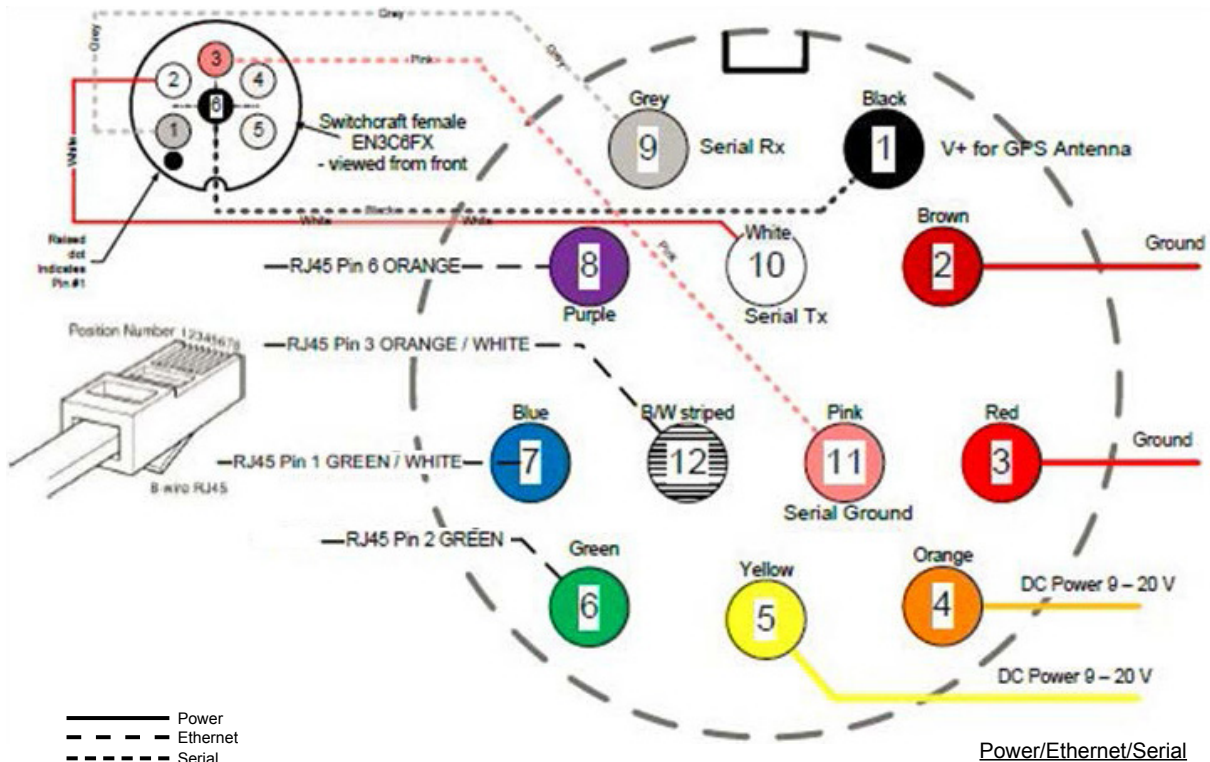 Grey
Grey
Pink
Grey
White
3
2
4
6
1
5
Switchcraft female
EN3C6FX
- viewed from front
Grey
9
Serial Rx
Black
1
V+ for GPS Antenna
Black
White
White
Pink
Raised
dot
Indicates
Pin #1
RJ45 Pin 6 ORANGE
8
Purple
White
10
Serial Tx
Brown
2
Ground
Position Number 12345678
8-wire RJ45
RJ45 Pin 3 ORANGE / WHITE
Blue
7
B/W striped
12
Pink
11
Serial Ground
Red
3
Ground
RJ45 Pin 1 GREEN / WHITE
RJ45 Pin 2 GREEN
Green
6
Yellow
5
Orange
4
DC Power 9 – 20 V
DC Power 9 – 20 V
Power
Ethernet
Serial
Power/Ethernet/Serial